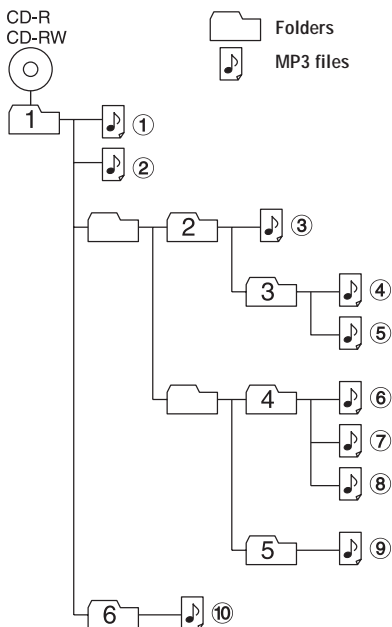 CD-R
CD-RW
Folders
MP3 files
1 ①
②
2 ③
3 ④
⑤
4 ⑥
⑦
⑧
5 ⑨
6 ⑩